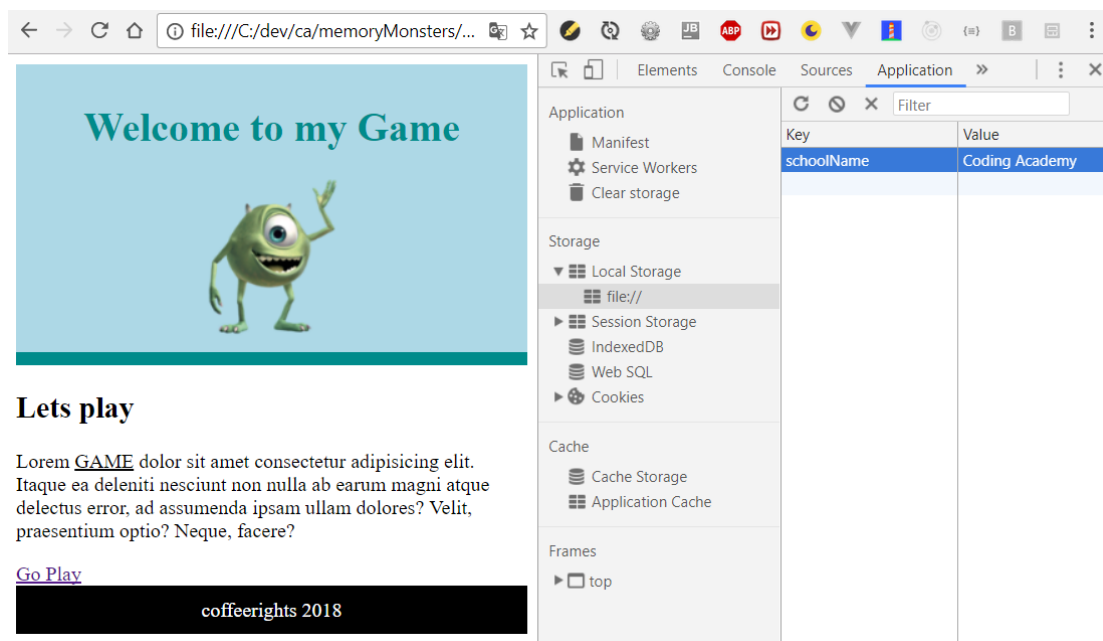 file:///C:/dev/ca/memoryMonsters/...
JB
ABP
B
Elements Console Sources Application »
Welcome to my Game
Lets play
Lorem GAME dolor sit amet consectetur adipisicing elit.
Itaque ea deleniti nesciunt non nulla ab earum magni atque
delectus error, ad assumenda ipsam ullam dolores? Velit,
praesentium optio? Neque, facere?
Go Play
coffeerights 2018
Application
Manifest
Service Workers
Clear storage
Storage
Local Storage
file://
Session Storage
IndexedDB
Web SQL
Cookies
Cache
Cache Storage
Application Cache
Frames
top
Filter
Key Value
schoolName Coding Academy